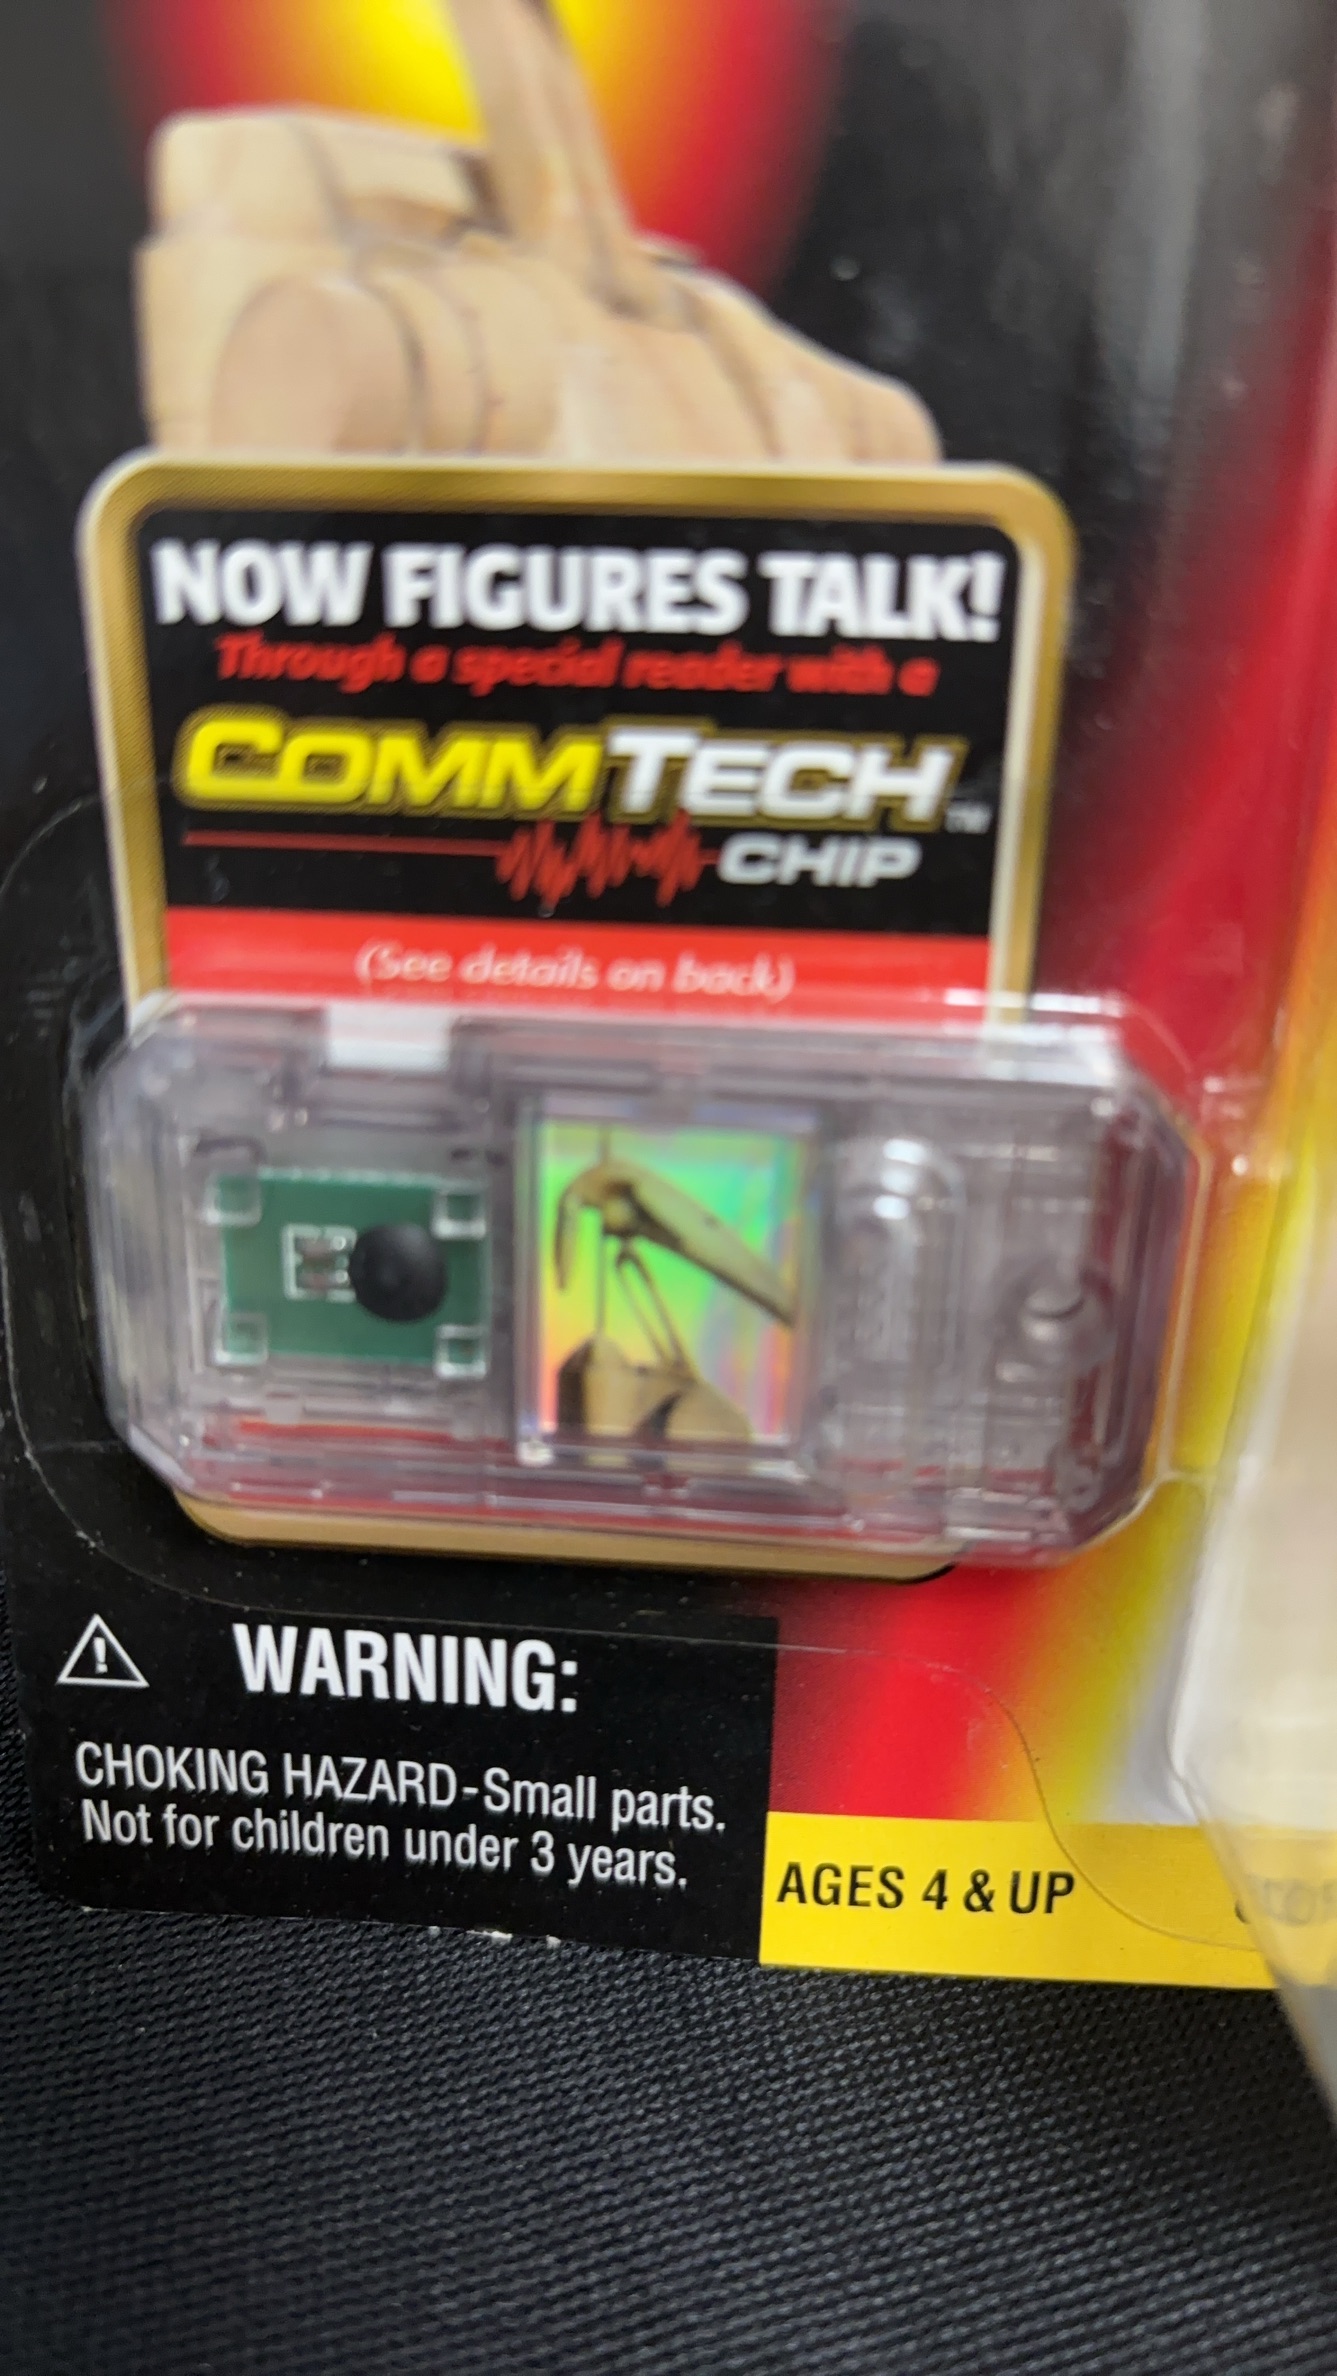 NOW FIGURES TALK!
Through a special reader with a
COMMTECH™
CHIP
(See details on back)
WARNING:
CHOKING HAZARD-Small parts.
Not for children under 3 years.
AGES 4 & UP